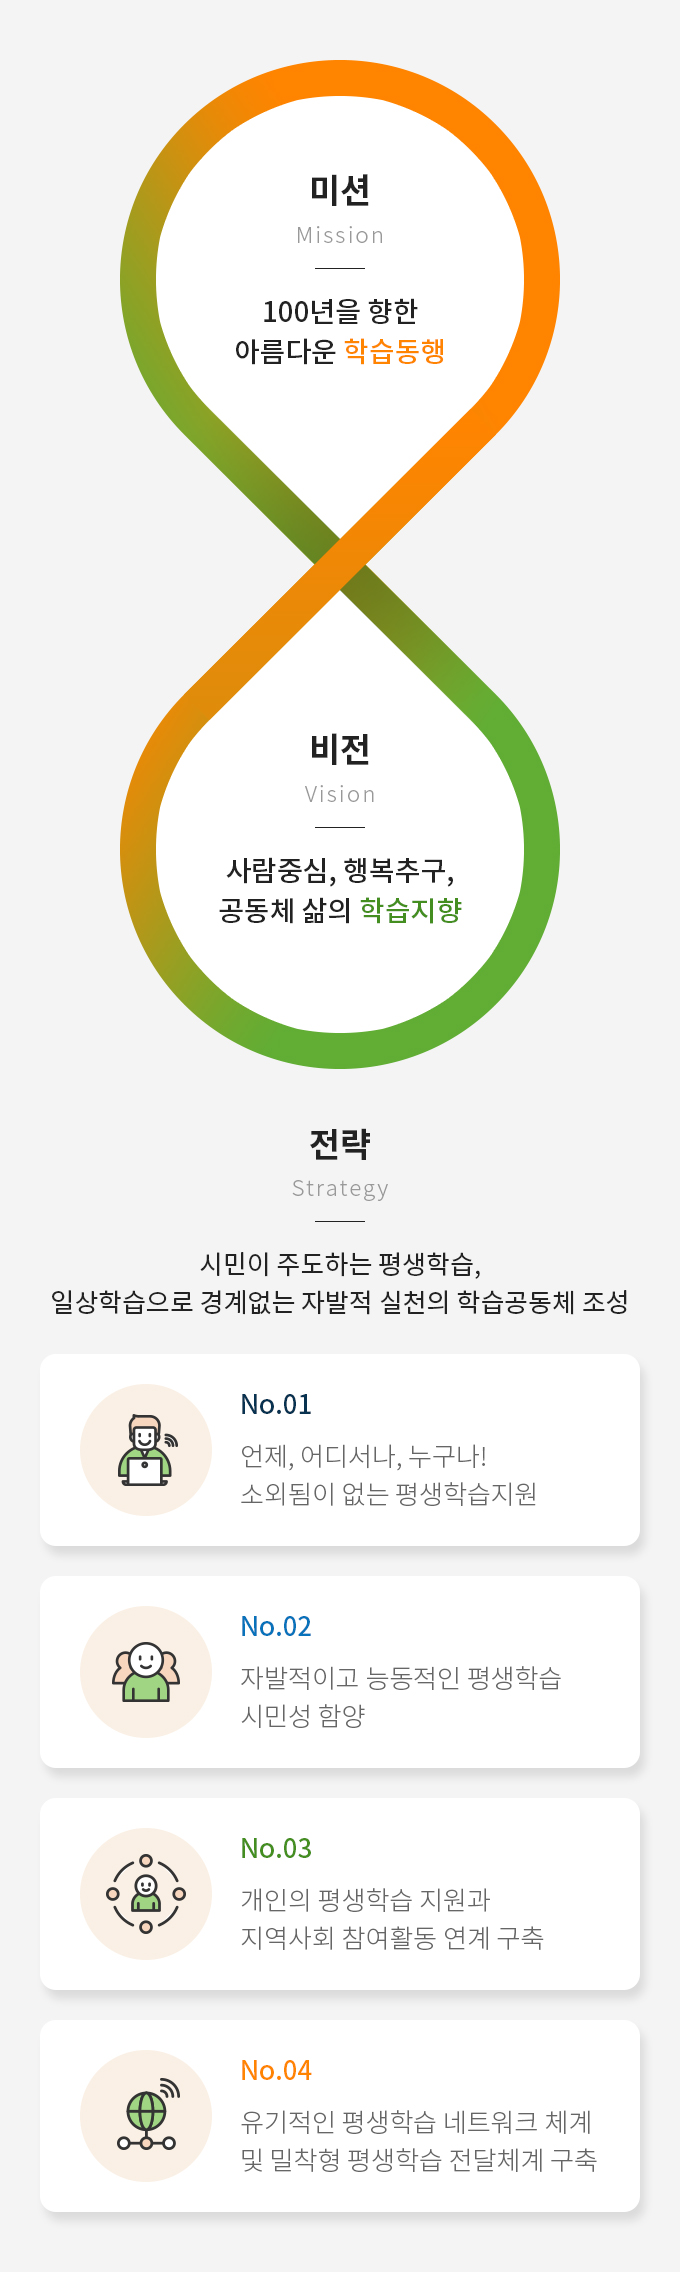 미션
Mission
100년을 향한
아름다운 학습동행
비전
Vision
사람중심, 행복추구,
공동체 삶의 학습지향
전략
Strategy
시민이 주도하는 평생학습,
일상학습으로 경계없는 자발적 실천의 학습공동체 조성
No.01
언제, 어디서나, 누구나!
소외됨이 없는 평생학습지원
No.02
자발적이고 능동적인 평생학습
시민성 함양
No.03
개인의 평생학습 지원과
지역사회 참여활동 연계 구축
No.04
유기적인 평생학습 네트워크 체계
및 밀착형 평생학습 전달체계 구축